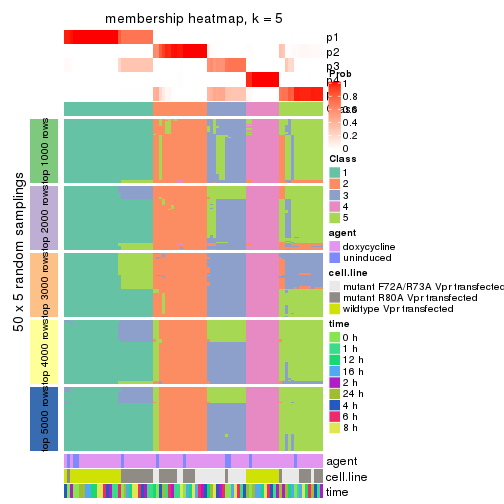 membership heatmap, k = 5
p1
p2
p3
p4
Prob
1
0.8
0.6
0.4
0.2
0
Class
1
2
3
4
5
agent
doxycycline
uninduced
cell.line
mutant F72A/R73A Vpr transfected
mutant R80A Vpr transfected
wildtype Vpr transfected
time
0 h
1 h
12 h
16 h
2 h
24 h
4 h
6 h
8 h
50 x 5 random samplings
top 1000 rows
top 2000 rows
top 3000 rows
top 4000 rows
top 5000 rows
agent
cell.line
time